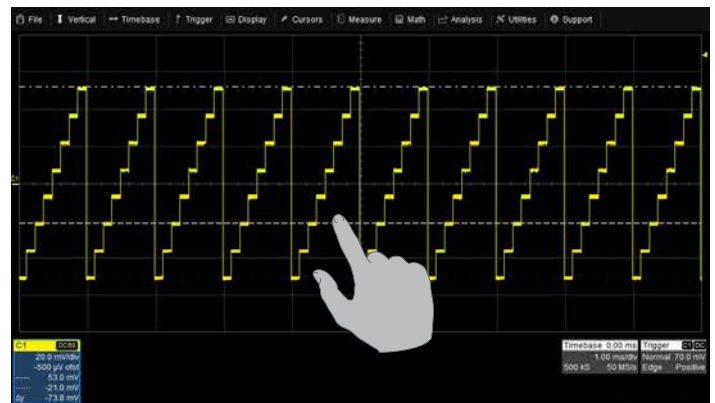 File Vertical Timebase Trigger Display Cursors Measure Math Analysis Utilities Support
C1
C1 DC50
20.0 mV/div
-500 µV ofst
53.0 mV
-21.0 mV
Δy -73.8 mV
Timebase 0.00 ms
1.00 ms/div
500 kS 50 MS/s
Trigger C1 DC
Normal 70.0 mV
Edge Positive